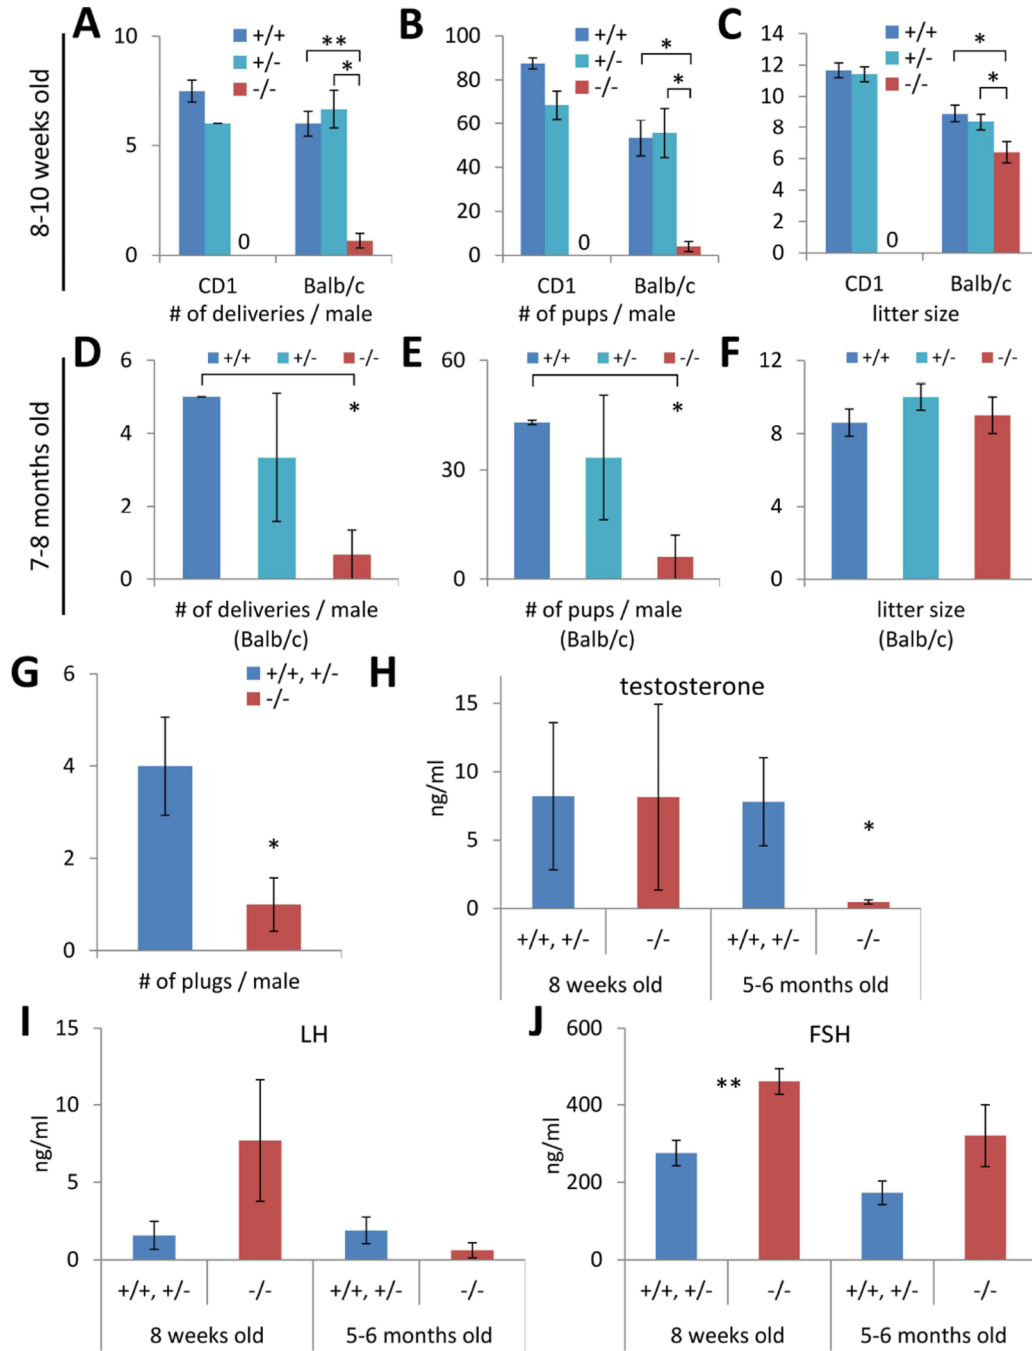 A
B
C
8-10 weeks old
10
5
0
+/+
+/-
-/-
**
*
0
CD1
Balb/c
# of deliveries / male
100
80
60
40
20
0
+/+
+/-
-/-
*
*
0
CD1
Balb/c
# of pups / male
14
12
10
8
6
4
2
0
+/+
+/-
-/-
*
*
0
CD1
Balb/c
litter size
D
E
F
7-8 months old
6
4
2
0
+/+
+/-
-/-
*
# of deliveries / male
(Balb/c)
60
30
0
+/+
+/-
-/-
*
# of pups / male
(Balb/c)
12
8
4
0
+/+
+/-
-/-
litter size
(Balb/c)
G
6
4
2
0
+/+, +/-
-/-
*
# of plugs / male
H
testosterone
ng/ml
15
10
5
0
*
+/+, +/-
-/-
+/+, +/-
-/-
8 weeks old
5-6 months old
I
LH
ng/ml
15
10
5
0
+/+, +/-
-/-
+/+, +/-
-/-
8 weeks old
5-6 months old
J
FSH
ng/ml
600
400
200
0
**
+/+, +/-
-/-
+/+, +/-
-/-
8 weeks old
5-6 months old